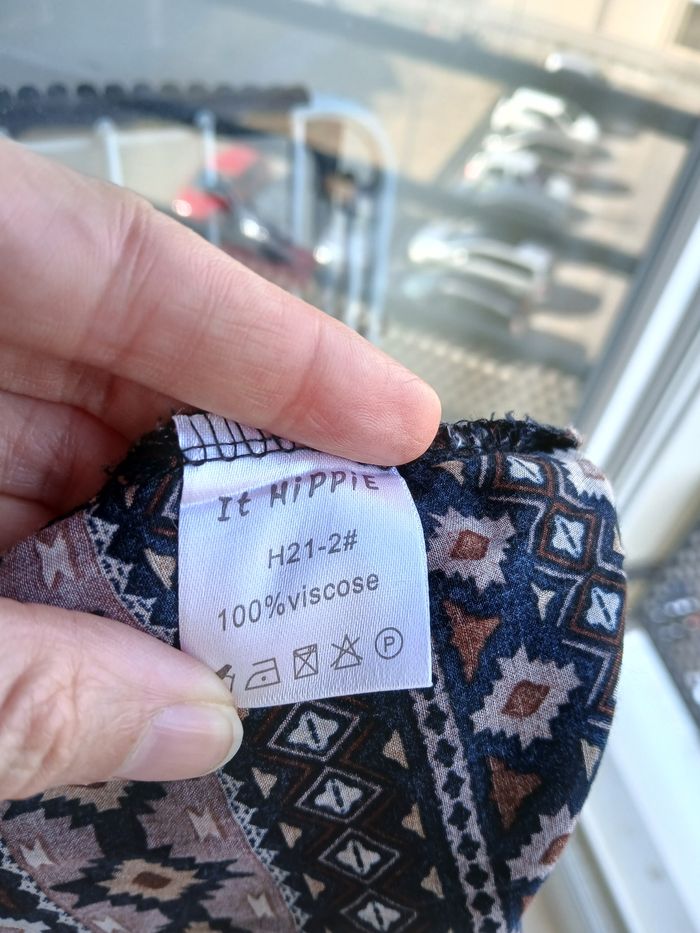 It HiPPiE
H21-2#
100%viscose
P